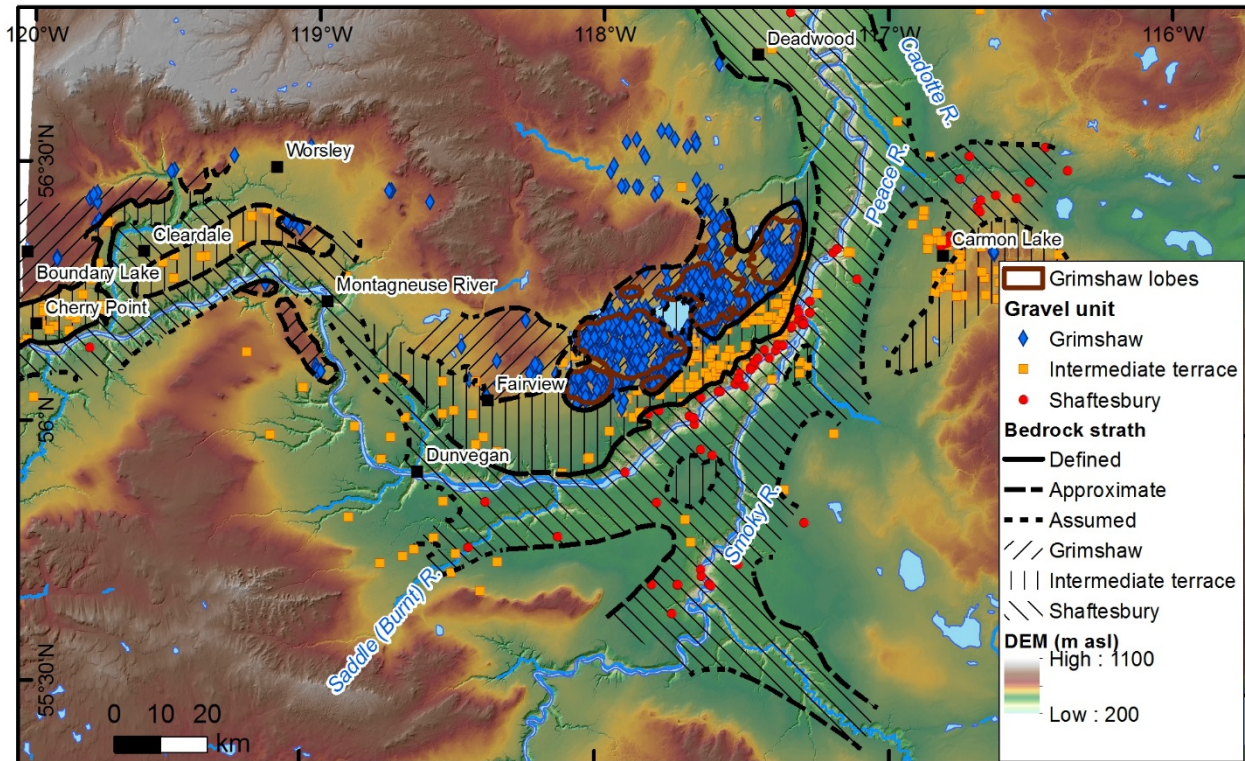 120°W
119°W
118°W
117°W
116°W
Deadwood
Cadotte R.
56°30'N
Worsley
Peace R.
Cleardale
Carmon Lake
Boundary Lake
Montagneuse River
Cherry Point
Fairview
56°N
Dunvegan
Smoky R.
Saddle (Burnt) R.
55°30'N
0 10 20
km
Grimshaw lobes
Gravel unit
Grimshaw
Intermediate terrace
Shaftesbury
Bedrock strath
Defined
Approximate
Assumed
Grimshaw
Intermediate terrace
Shaftesbury
DEM (m asl)
High : 1100
Low : 200